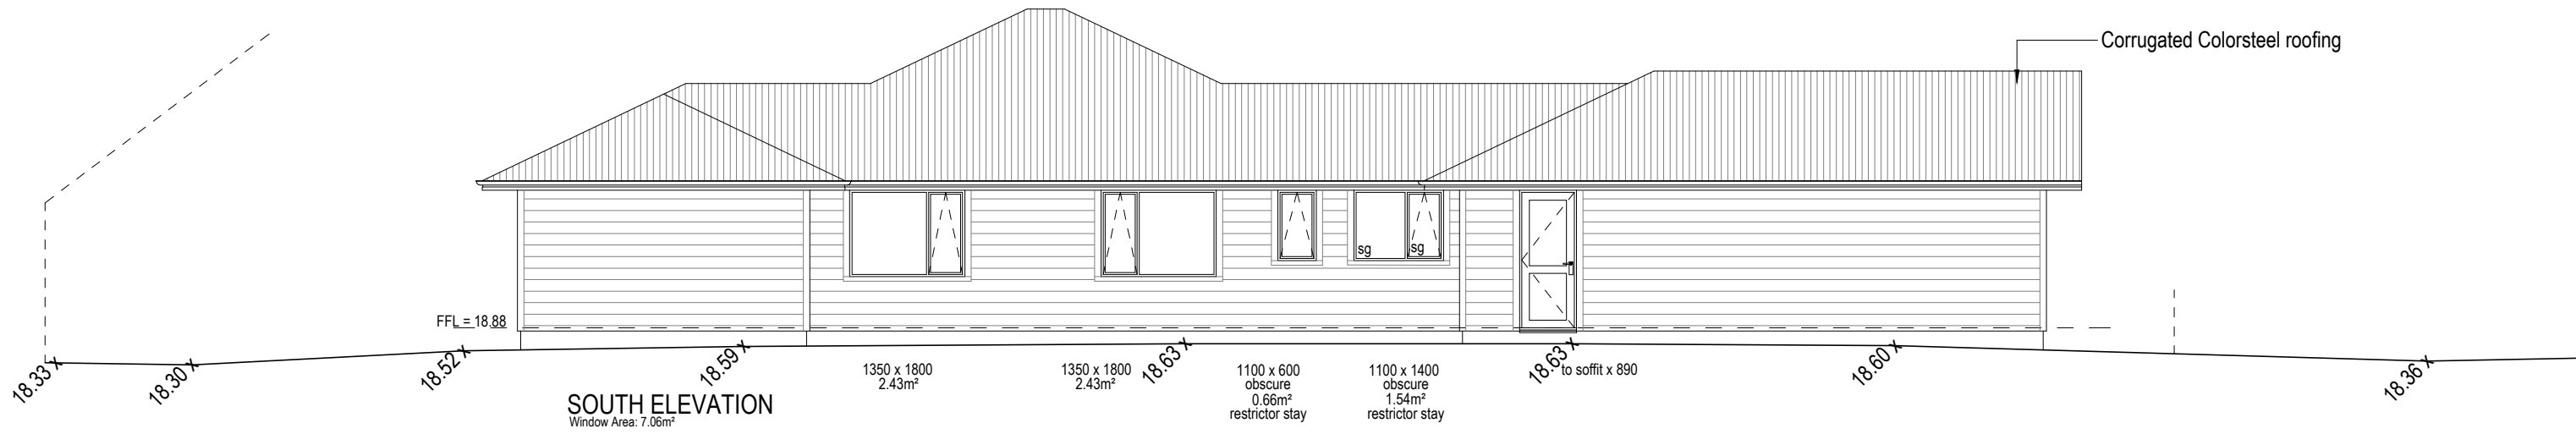 Corrugated Colorsteel roofing
sg
sg
FFL = 18.88
18.33 x
18.30 x
18.52 x
18.59 x
18.63 x
18.63 x
18.60 x
18.36 x
1350 x 1800
2.43m²
1350 x 1800
2.43m²
1100 x 600
obscure
0.66m²
restrictor stay
1100 x 1400
obscure
1.54m²
restrictor stay
to soffit x 890
SOUTH ELEVATION
Window Area: 7.06m²